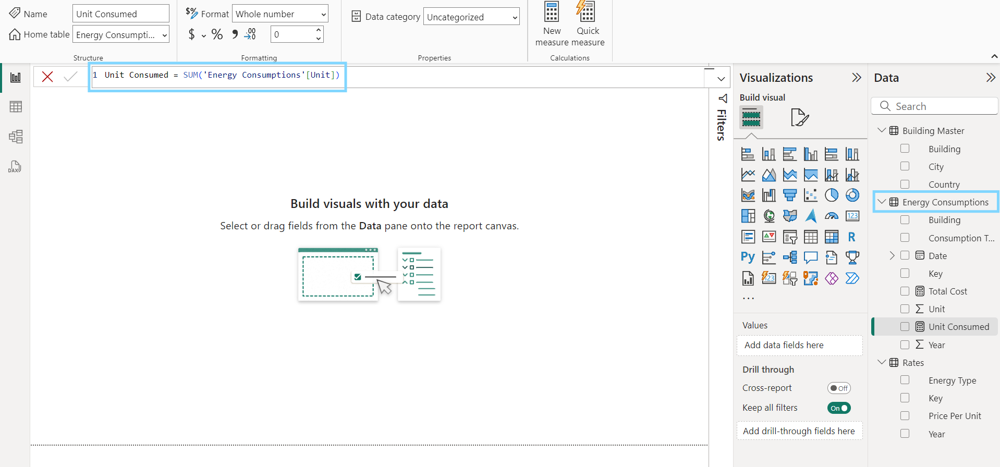 Name
Unit Consumed
Home table
Energy Consumpti...
Structure
Format
Whole number
$
%
,
.00
.0
0
Formatting
Data category
Uncategorized
Properties
New measure
Quick measure
Calculations
1 Unit Consumed = SUM('Energy Consumptions'[Unit])
DAX
Build visuals with your data
Select or drag fields from the Data pane onto the report canvas.
Filters
Visualizations
Build visual
123
R
Py
123
...
Values
Add data fields here
Drill through
Cross-report
Off
Keep all filters
On
Add drill-through fields here
Data
Search
Building Master
Building
City
Country
Energy Consumptions
Building
Consumption T...
Date
Key
Total Cost
Unit
Unit Consumed
Year
Rates
Energy Type
Key
Price Per Unit
Year